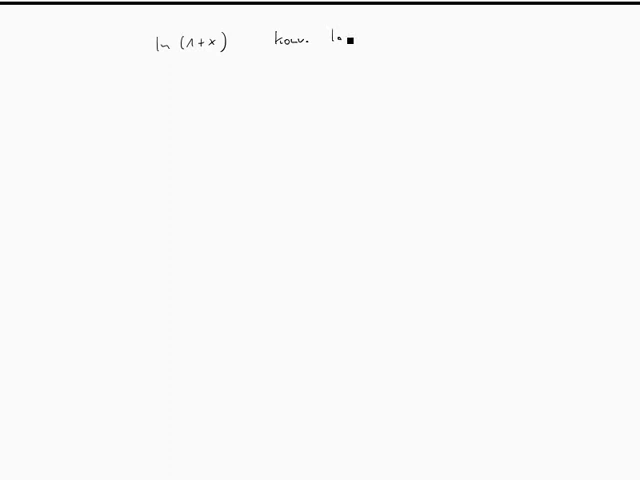 ln (1+x) konv.